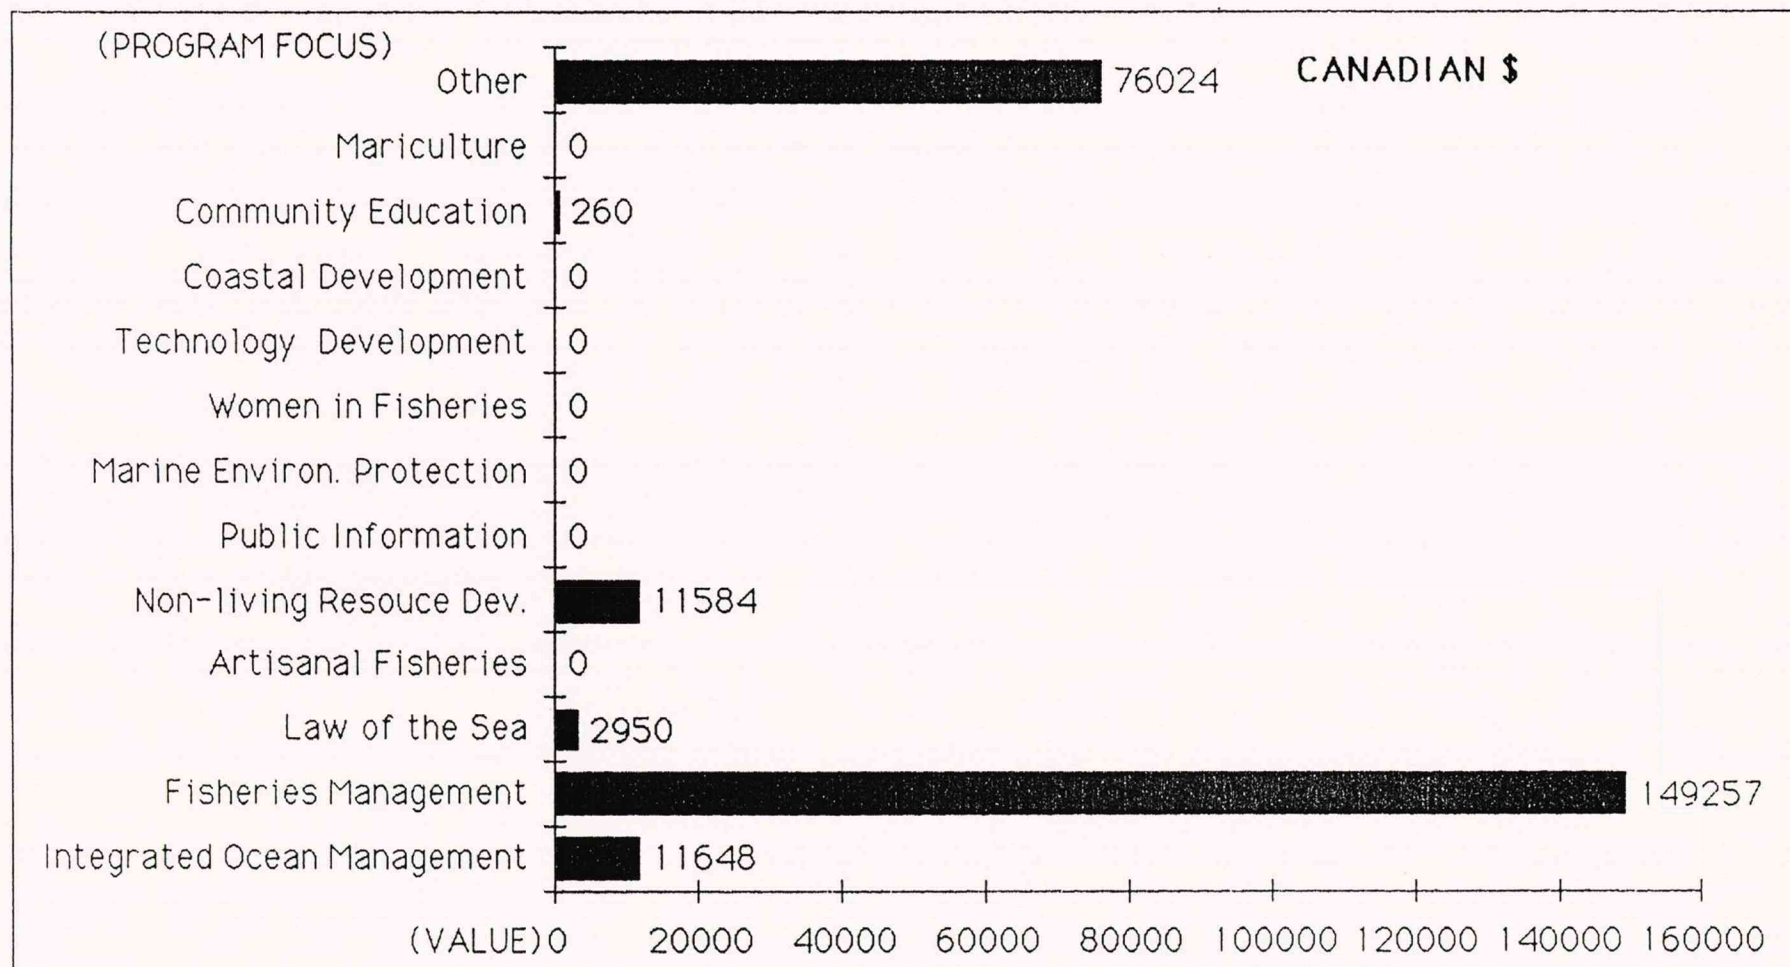 (PROGRAM FOCUS)
CANADIAN $
Other 76024
Mariculture 0
Community Education 260
Coastal Development 0
Technology Development 0
Women in Fisheries 0
Marine Environ. Protection 0
Public Information 0
Non-living Resouce Dev. 11584
Artisanal Fisheries 0
Law of the Sea 2950
Fisheries Management 149257
Integrated Ocean Management 11648
(VALUE) 0 20000 40000 60000 80000 100000 120000 140000 160000